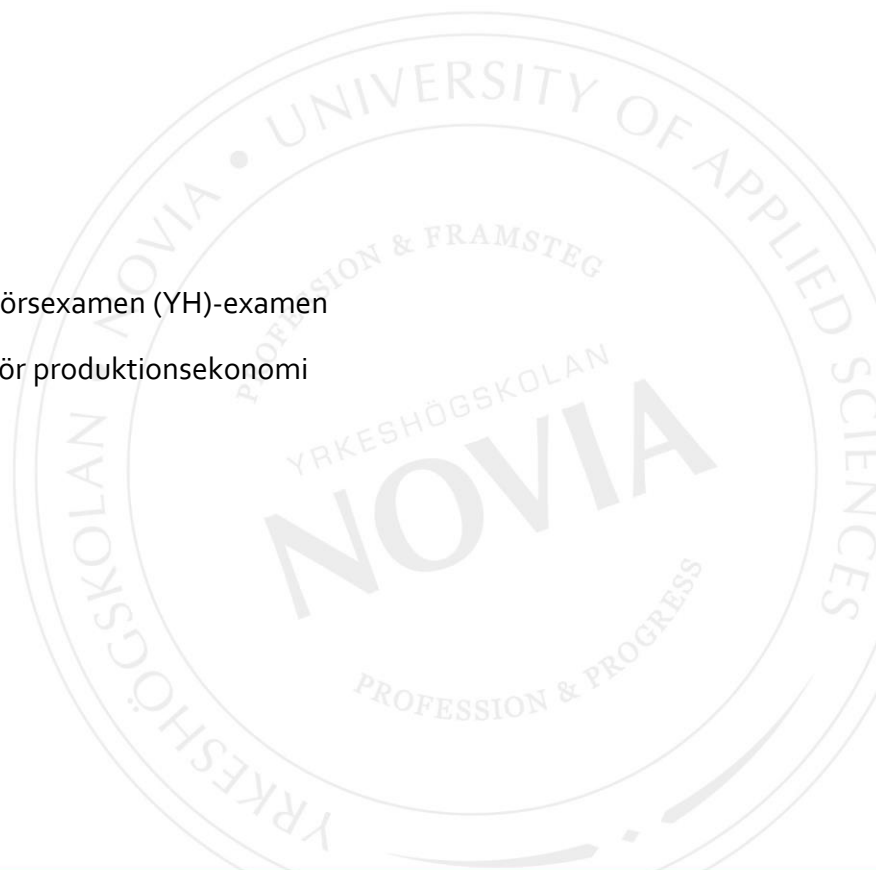 örsexamen (YH)-examen
ör produktionsekonomi
YRKESHÖGSKOLAN NOVIA • UNIVERSITY OF APPLIED SCIENCES
PROFESSION & FRAMSTEG
YRKESHÖGSKOLAN
NOVIA
PROFESSION & PROGRESS